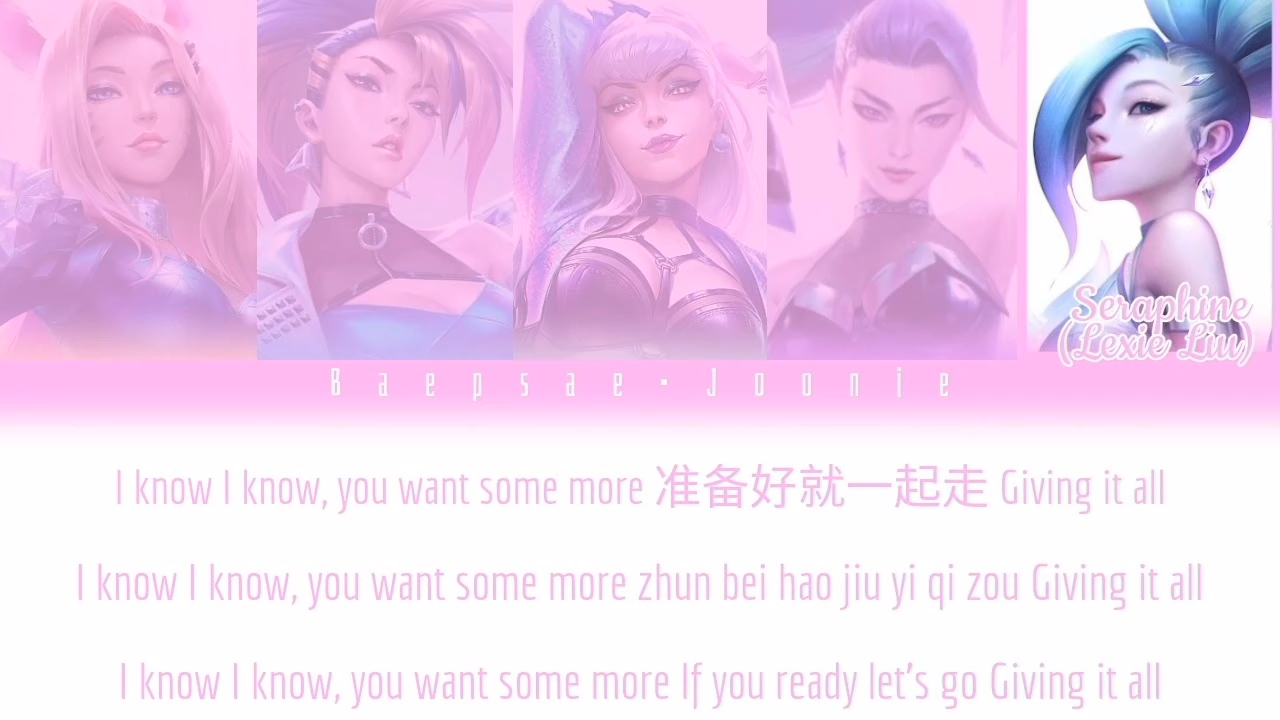 Seraphine
(Lexie Liu)
Baepsae·Joonie
I know I know, you want some more 准备好就一起走 Giving it all
I know I know, you want some more zhun bei hao jiu yi qi zou Giving it all
I know I know, you want some more If you ready let's go Giving it all